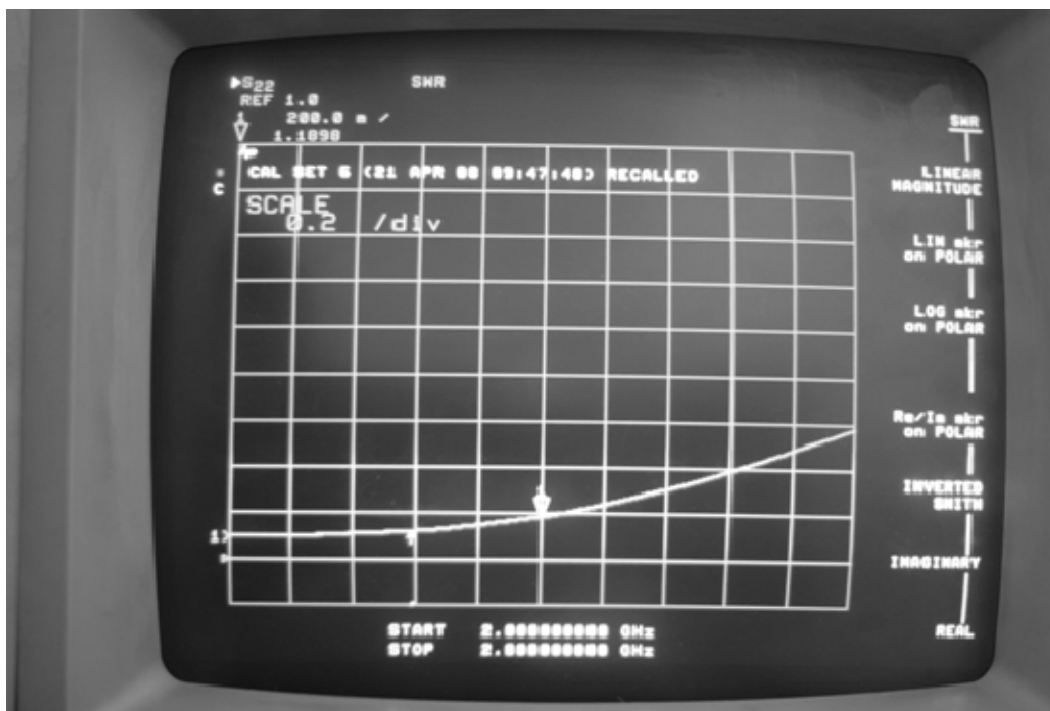 ▶S22 SWR
REF 1.0
1 200.0 m /
1.1898
C
CAL SET 6 (21 APR 08 09:47:48) RECALLED
SCALE
0.2 /div
SWR
LINEAR
MAGNITUDE
LIN mkr
on POLAR
LOG mkr
on POLAR
Re/Im mkr
on POLAR
INVERTED
SMITH
IMAGINARY
REAL
START 2.000000000 GHz
STOP 2.000000000 GHz